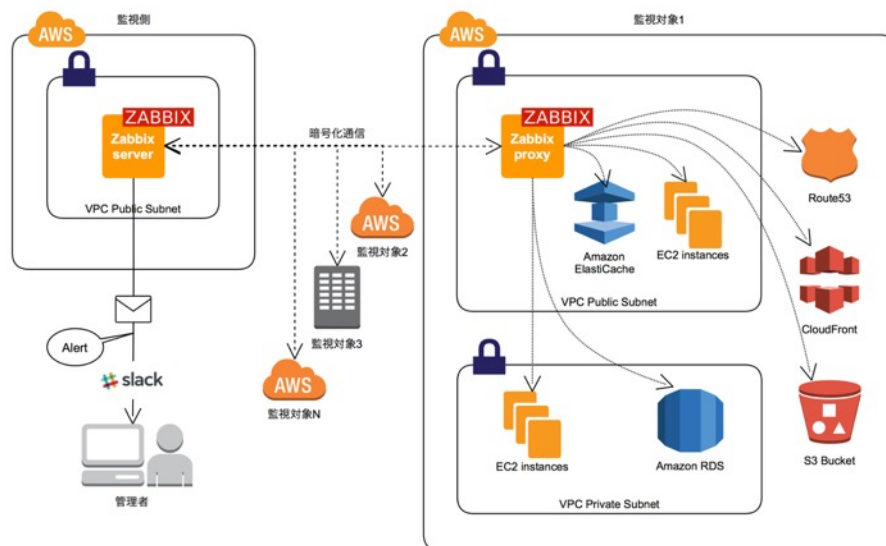 監視側
AWS
ZABBIX
Zabbix
server
VPC Public Subnet
Alert
slack
管理者
暗号化通信
AWS
監視対象2
監視対象3
AWS
監視対象N
監視対象1
AWS
ZABBIX
Zabbix
proxy
Amazon
ElastiCache
EC2 instances
VPC Public Subnet
EC2 instances
Amazon RDS
VPC Private Subnet
Route53
CloudFront
S3 Bucket